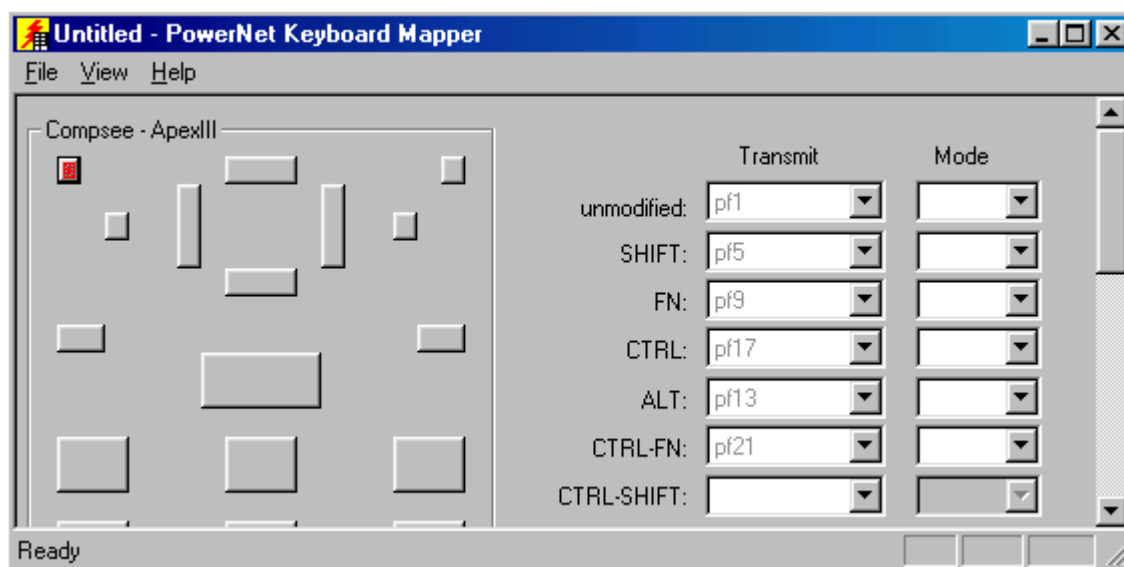 Untitled - PowerNet Keyboard Mapper
File View Help
Compsee - ApexIII
Transmit Mode
unmodified: pf1
SHIFT: pf5
FN: pf9
CTRL: pf17
ALT: pf13
CTRL-FN: pf21
CTRL-SHIFT:
Ready